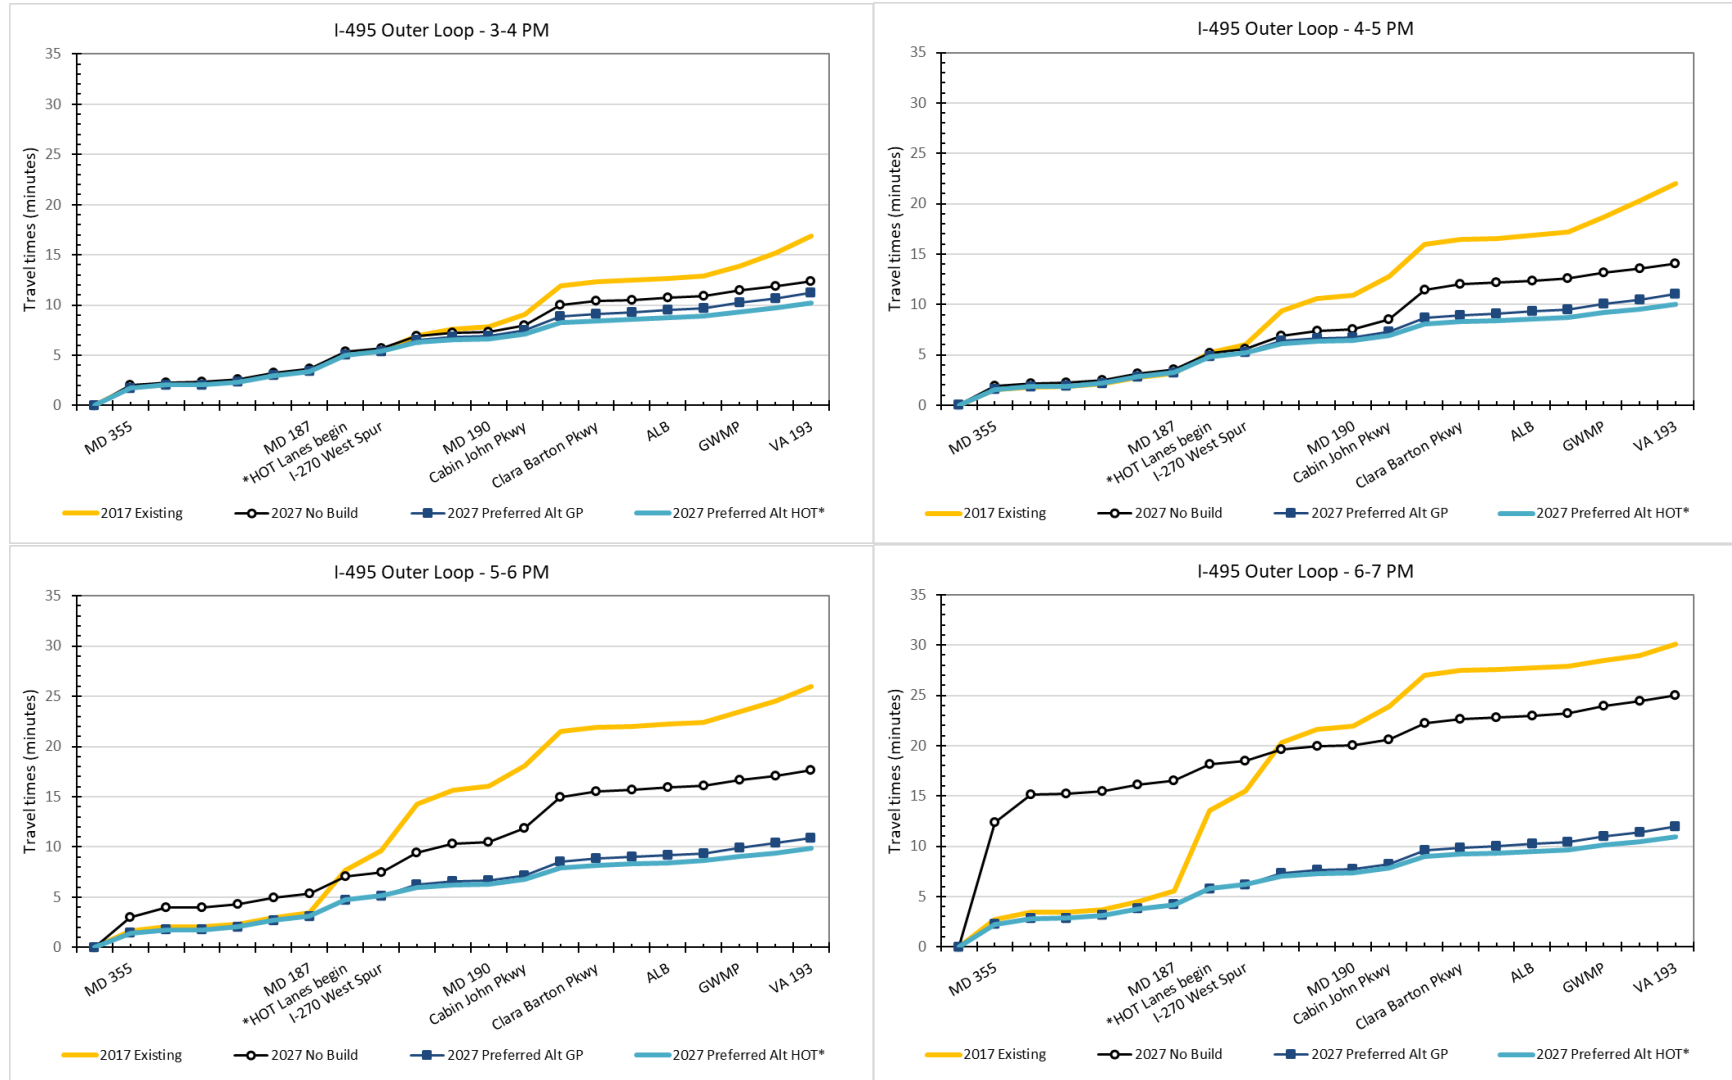 I-495 Outer Loop - 3-4 PM
Travel times (minutes)
35
30
25
20
15
10
5
0
MD 355
MD 187
*HOT Lanes begin
I-270 West Spur
MD 190
Cabin John Pkwy
Clara Barton Pkwy
ALB
GWMP
VA 193
2017 Existing
2027 No Build
2027 Preferred Alt GP
2027 Preferred Alt HOT*
I-495 Outer Loop - 4-5 PM
Travel times (minutes)
35
30
25
20
15
10
5
0
MD 355
MD 187
*HOT Lanes begin
I-270 West Spur
MD 190
Cabin John Pkwy
Clara Barton Pkwy
ALB
GWMP
VA 193
2017 Existing
2027 No Build
2027 Preferred Alt GP
2027 Preferred Alt HOT*
I-495 Outer Loop - 5-6 PM
Travel times (minutes)
35
30
25
20
15
10
5
0
MD 355
MD 187
*HOT Lanes begin
I-270 West Spur
MD 190
Cabin John Pkwy
Clara Barton Pkwy
ALB
GWMP
VA 193
2017 Existing
2027 No Build
2027 Preferred Alt GP
2027 Preferred Alt HOT*
I-495 Outer Loop - 6-7 PM
Travel times (minutes)
35
30
25
20
15
10
5
0
MD 355
MD 187
*HOT Lanes begin
I-270 West Spur
MD 190
Cabin John Pkwy
Clara Barton Pkwy
ALB
GWMP
VA 193
2017 Existing
2027 No Build
2027 Preferred Alt GP
2027 Preferred Alt HOT*